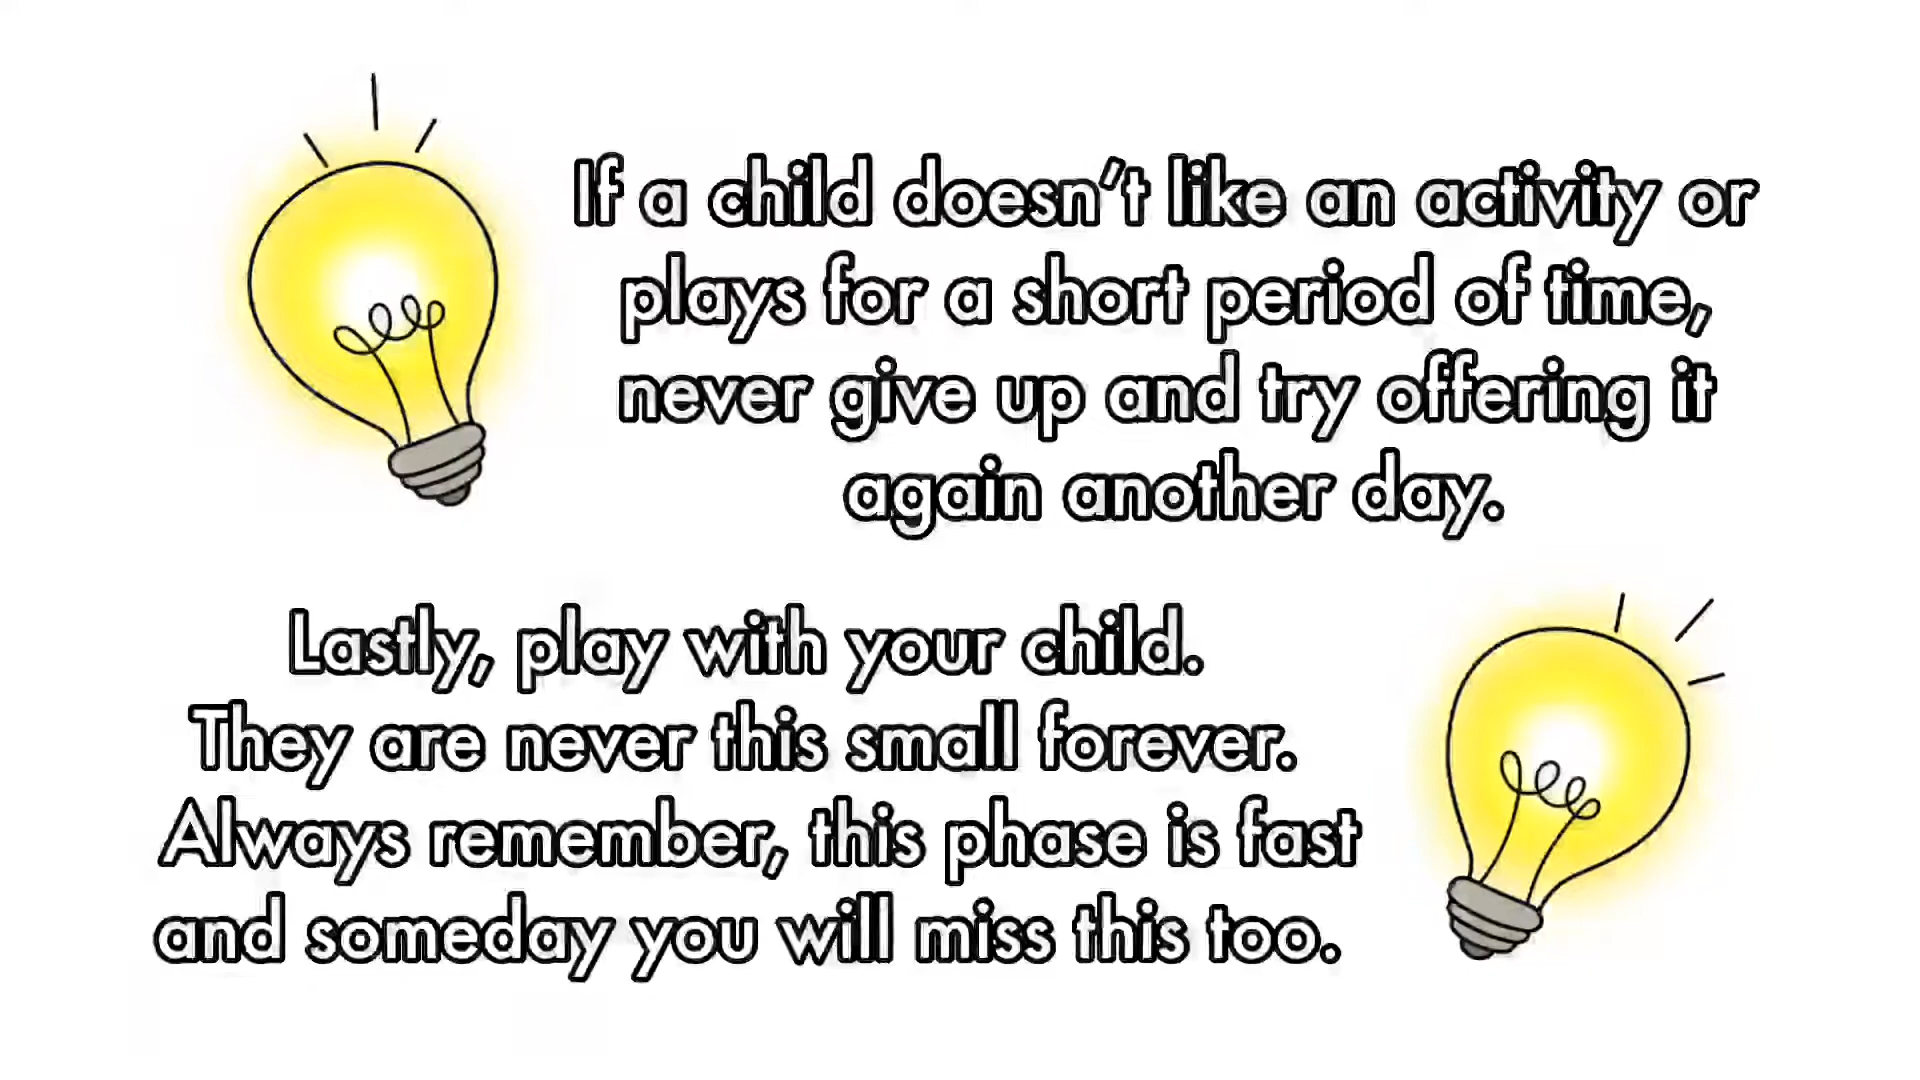 If a child doesn't like an activity or
plays for a short period of time,
never give up and try offering it
again another day.
Lastly, play with your child.
They are never this small forever.
Always remember, this phase is fast
and someday you will miss this too.